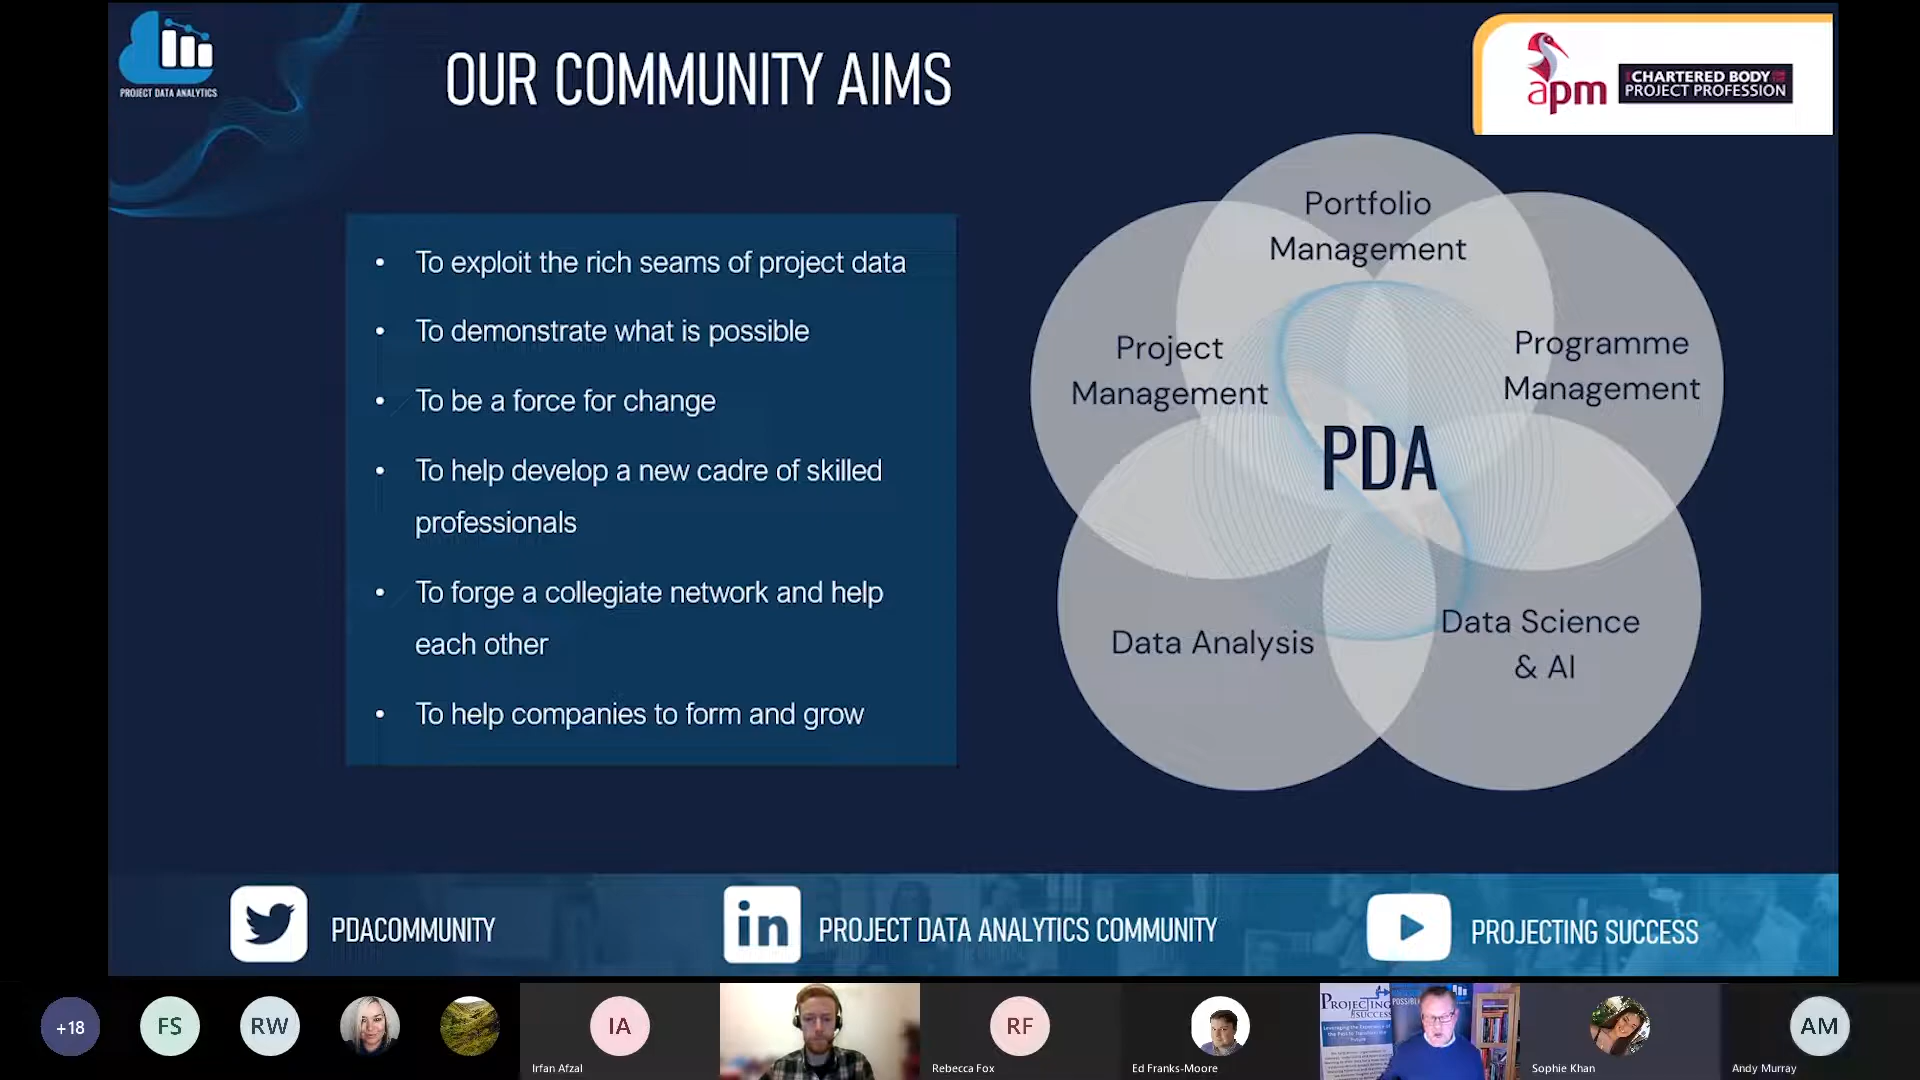 PROJECT DATA ANALYTICS
OUR COMMUNITY AIMS
apm
CHARTERED BODY
PROJECT PROFESSION
• To exploit the rich seams of project data
• To demonstrate what is possible
• To be a force for change
• To help develop a new cadre of skilled
professionals
• To forge a collegiate network and help
each other
• To help companies to form and grow
Portfolio
Management
Project
Management
Programme
Management
PDA
Data Analysis
Data Science
& AI
PDACOMMUNITY
in
PROJECT DATA ANALYTICS COMMUNITY
PROJECTING SUCCESS
+18
FS
RW
IA
Irfan Afzal
RF
Rebecca Fox
Ed Franks-Moore
PROJECTING
SUCCESS
Sophie Khan
AM
Andy Murray